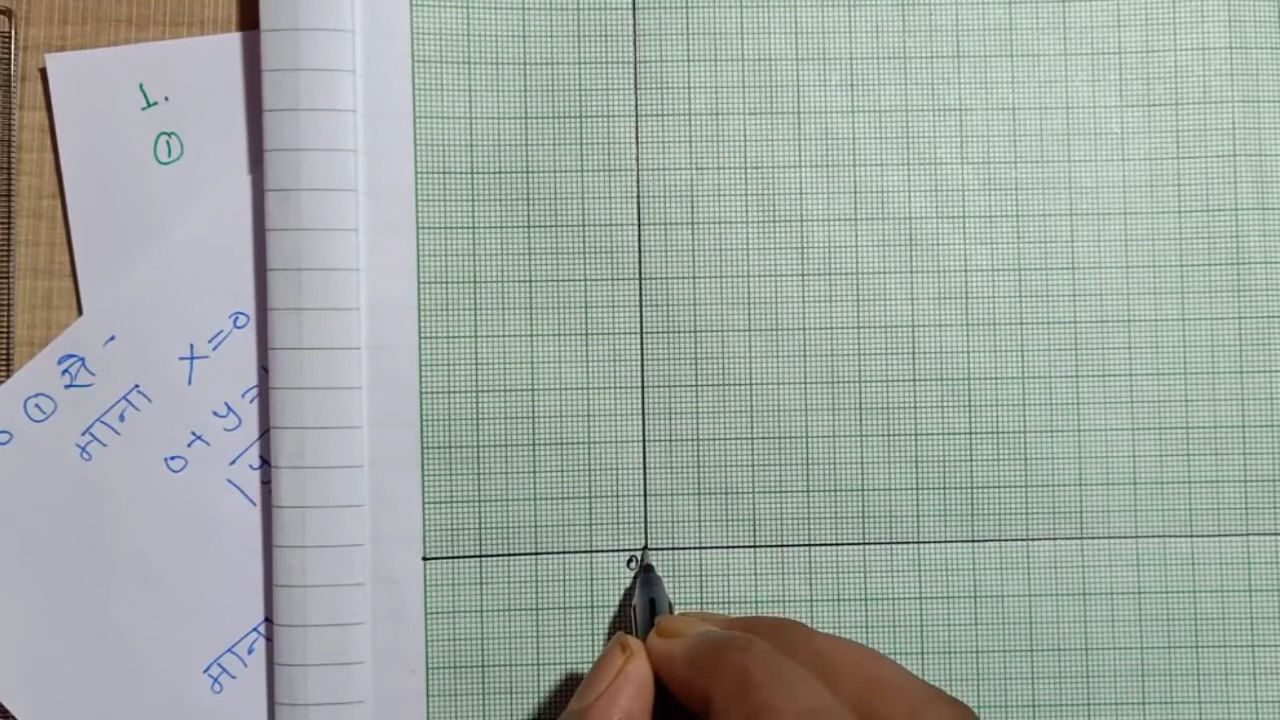 1.
①
① से -
माना x=0
0+y=
y
माना
0